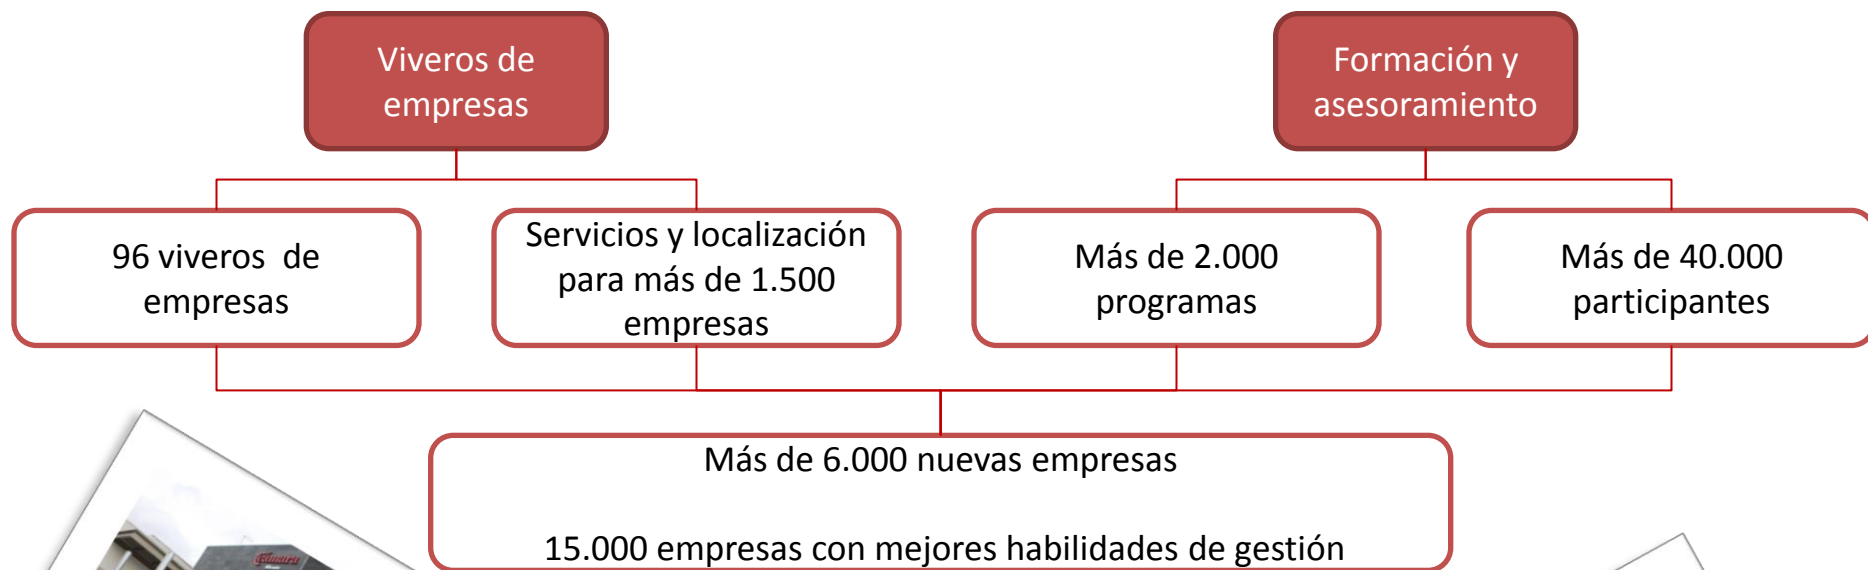 Viveros de
empresas
Formación y
asesoramiento
96 viveros  de
empresas
Servicios y localización
para más de 1.500
empresas
Más de 2.000
programas
Más de 40.000
participantes
Más de 6.000 nuevas empresas
15.000 empresas con mejores habilidades de gestión